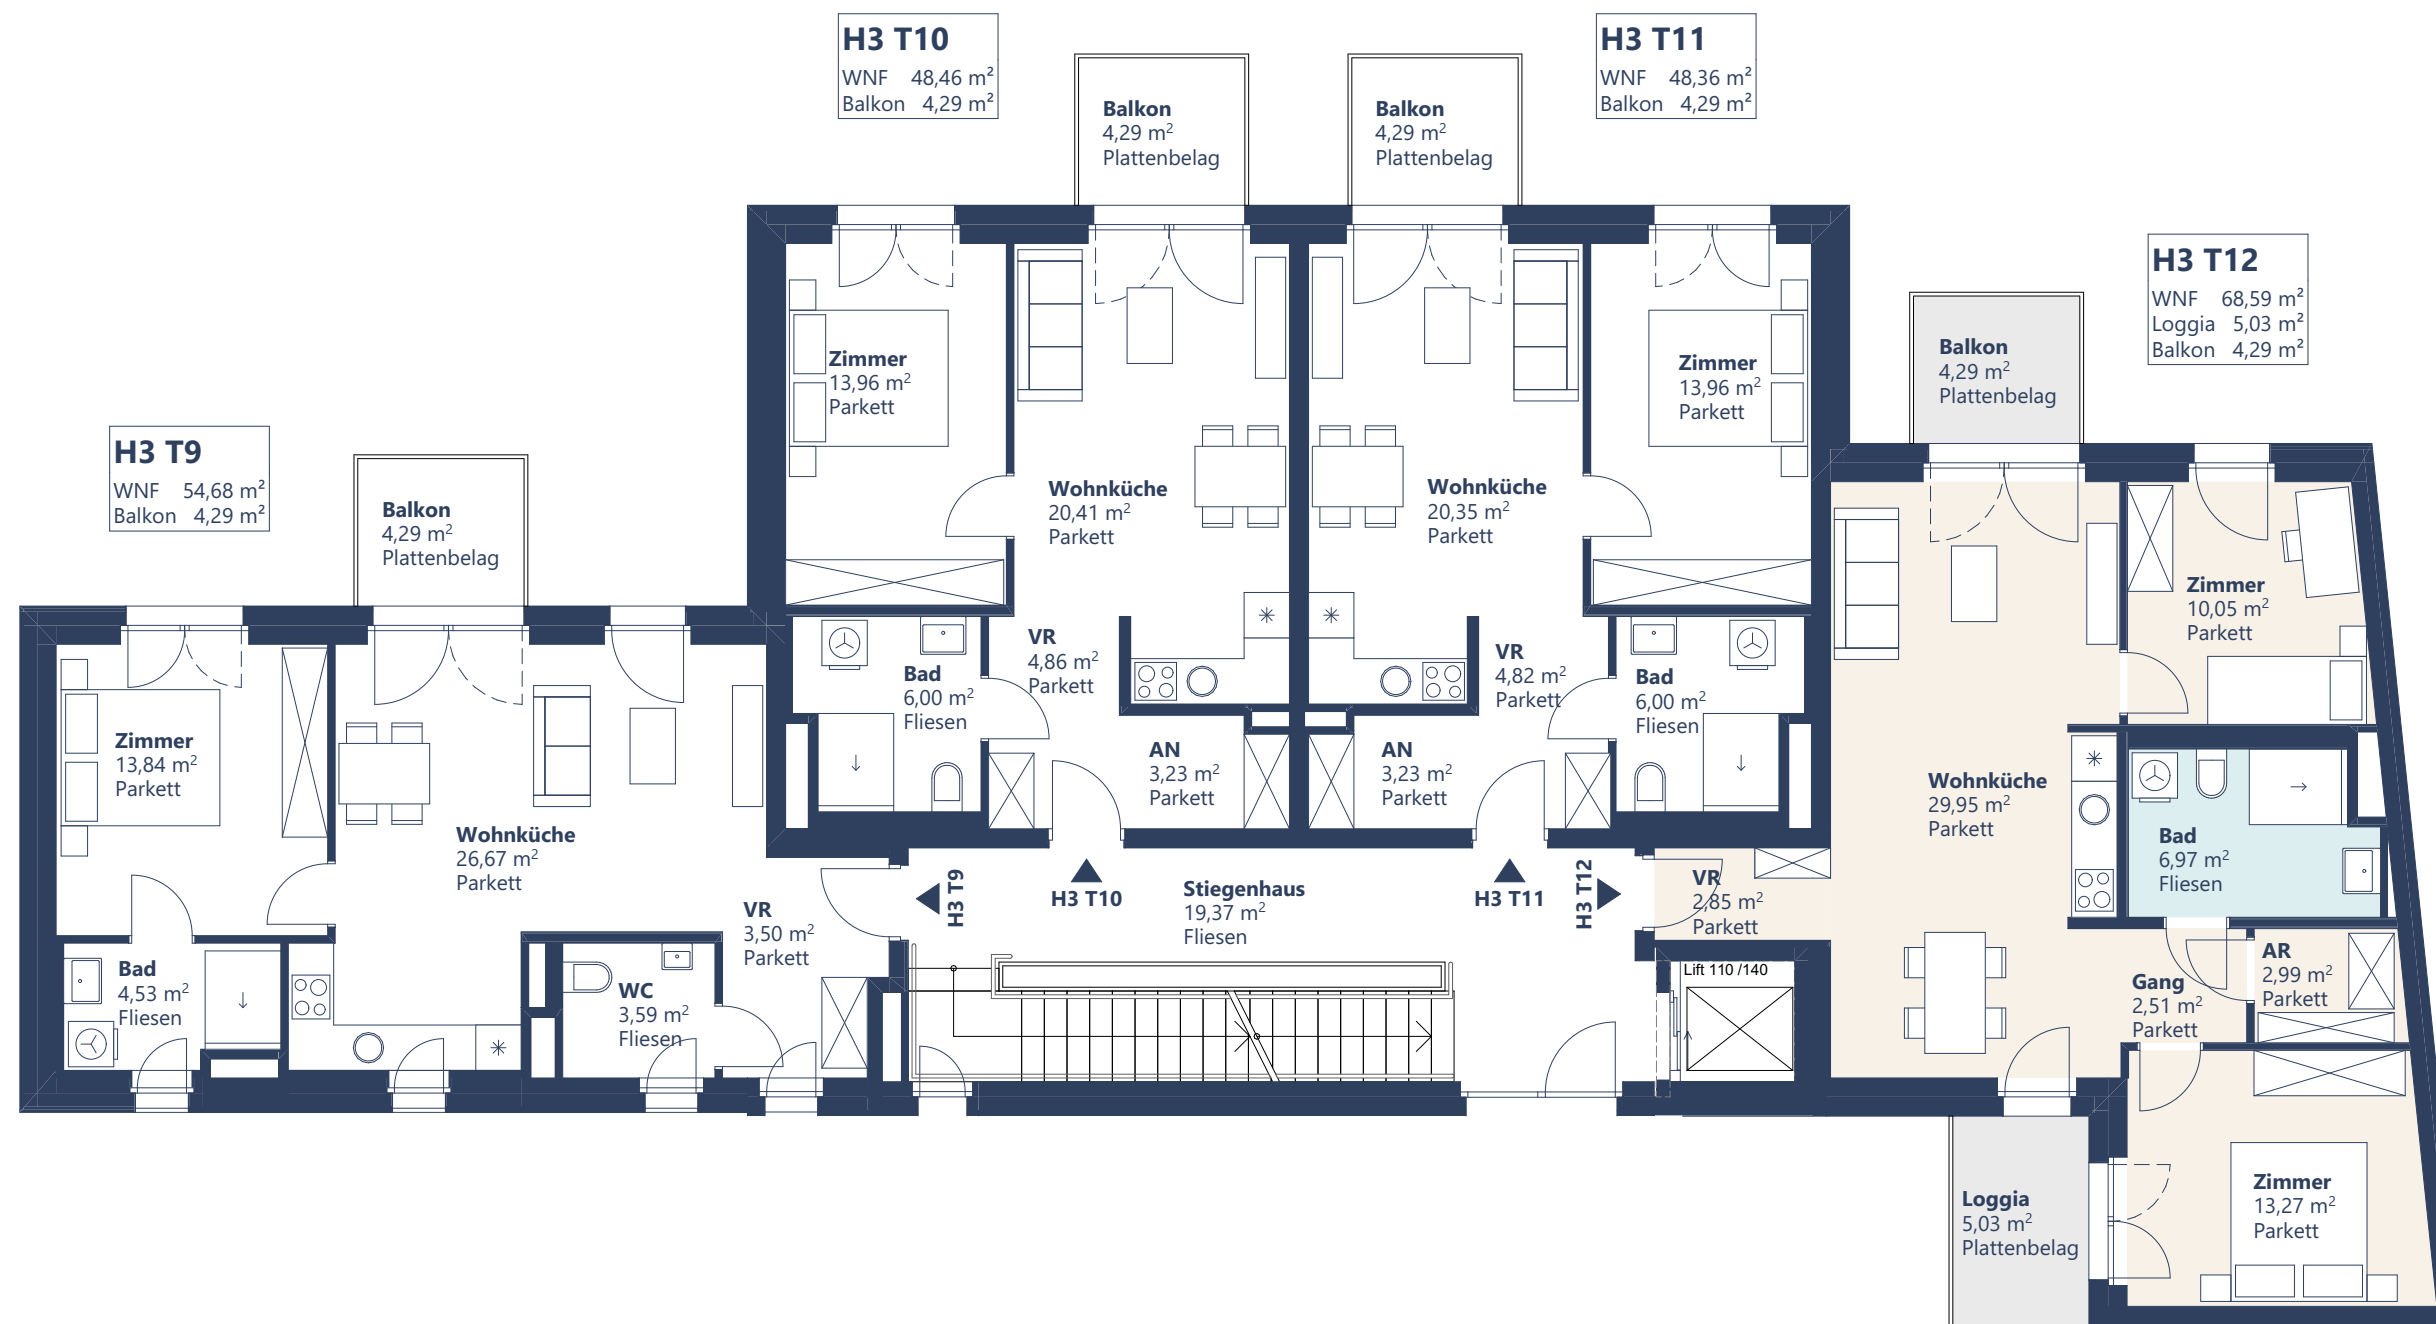 H3 T10
WNF 48,46 m²
Balkon 4,29 m²
H3 T11
WNF 48,36 m²
Balkon 4,29 m²
Balkon
4,29 m²
Plattenbelag
Balkon
4,29 m²
Plattenbelag
H3 T12
WNF 68,59 m²
Loggia 5,03 m²
Balkon 4,29 m²
Balkon
4,29 m²
Plattenbelag
H3 T9
WNF 54,68 m²
Balkon 4,29 m²
Balkon
4,29 m²
Plattenbelag
Zimmer
13,96 m²
Parkett
Wohnküche
20,41 m²
Parkett
Wohnküche
20,35 m²
Parkett
Zimmer
13,96 m²
Parkett
Zimmer
10,05 m²
Parkett
Zimmer
13,84 m²
Parkett
Wohnküche
26,67 m²
Parkett
Bad
6,00 m²
Fliesen
VR
4,86 m²
Parkett
AN
3,23 m²
Parkett
AN
3,23 m²
Parkett
VR
4,82 m²
Parkett
Bad
6,00 m²
Fliesen
Wohnküche
29,95 m²
Parkett
Bad
6,97 m²
Fliesen
VR
3,50 m²
Parkett
H3 T9
H3 T10
Stiegenhaus
19,37 m²
Fliesen
H3 T11
H3 T12
VR
2,85 m²
Parkett
Lift 110 /140
Bad
4,53 m²
Fliesen
WC
3,59 m²
Fliesen
Gang
2,51 m²
Parkett
AR
2,99 m²
Parkett
Loggia
5,03 m²
Plattenbelag
Zimmer
13,27 m²
Parkett